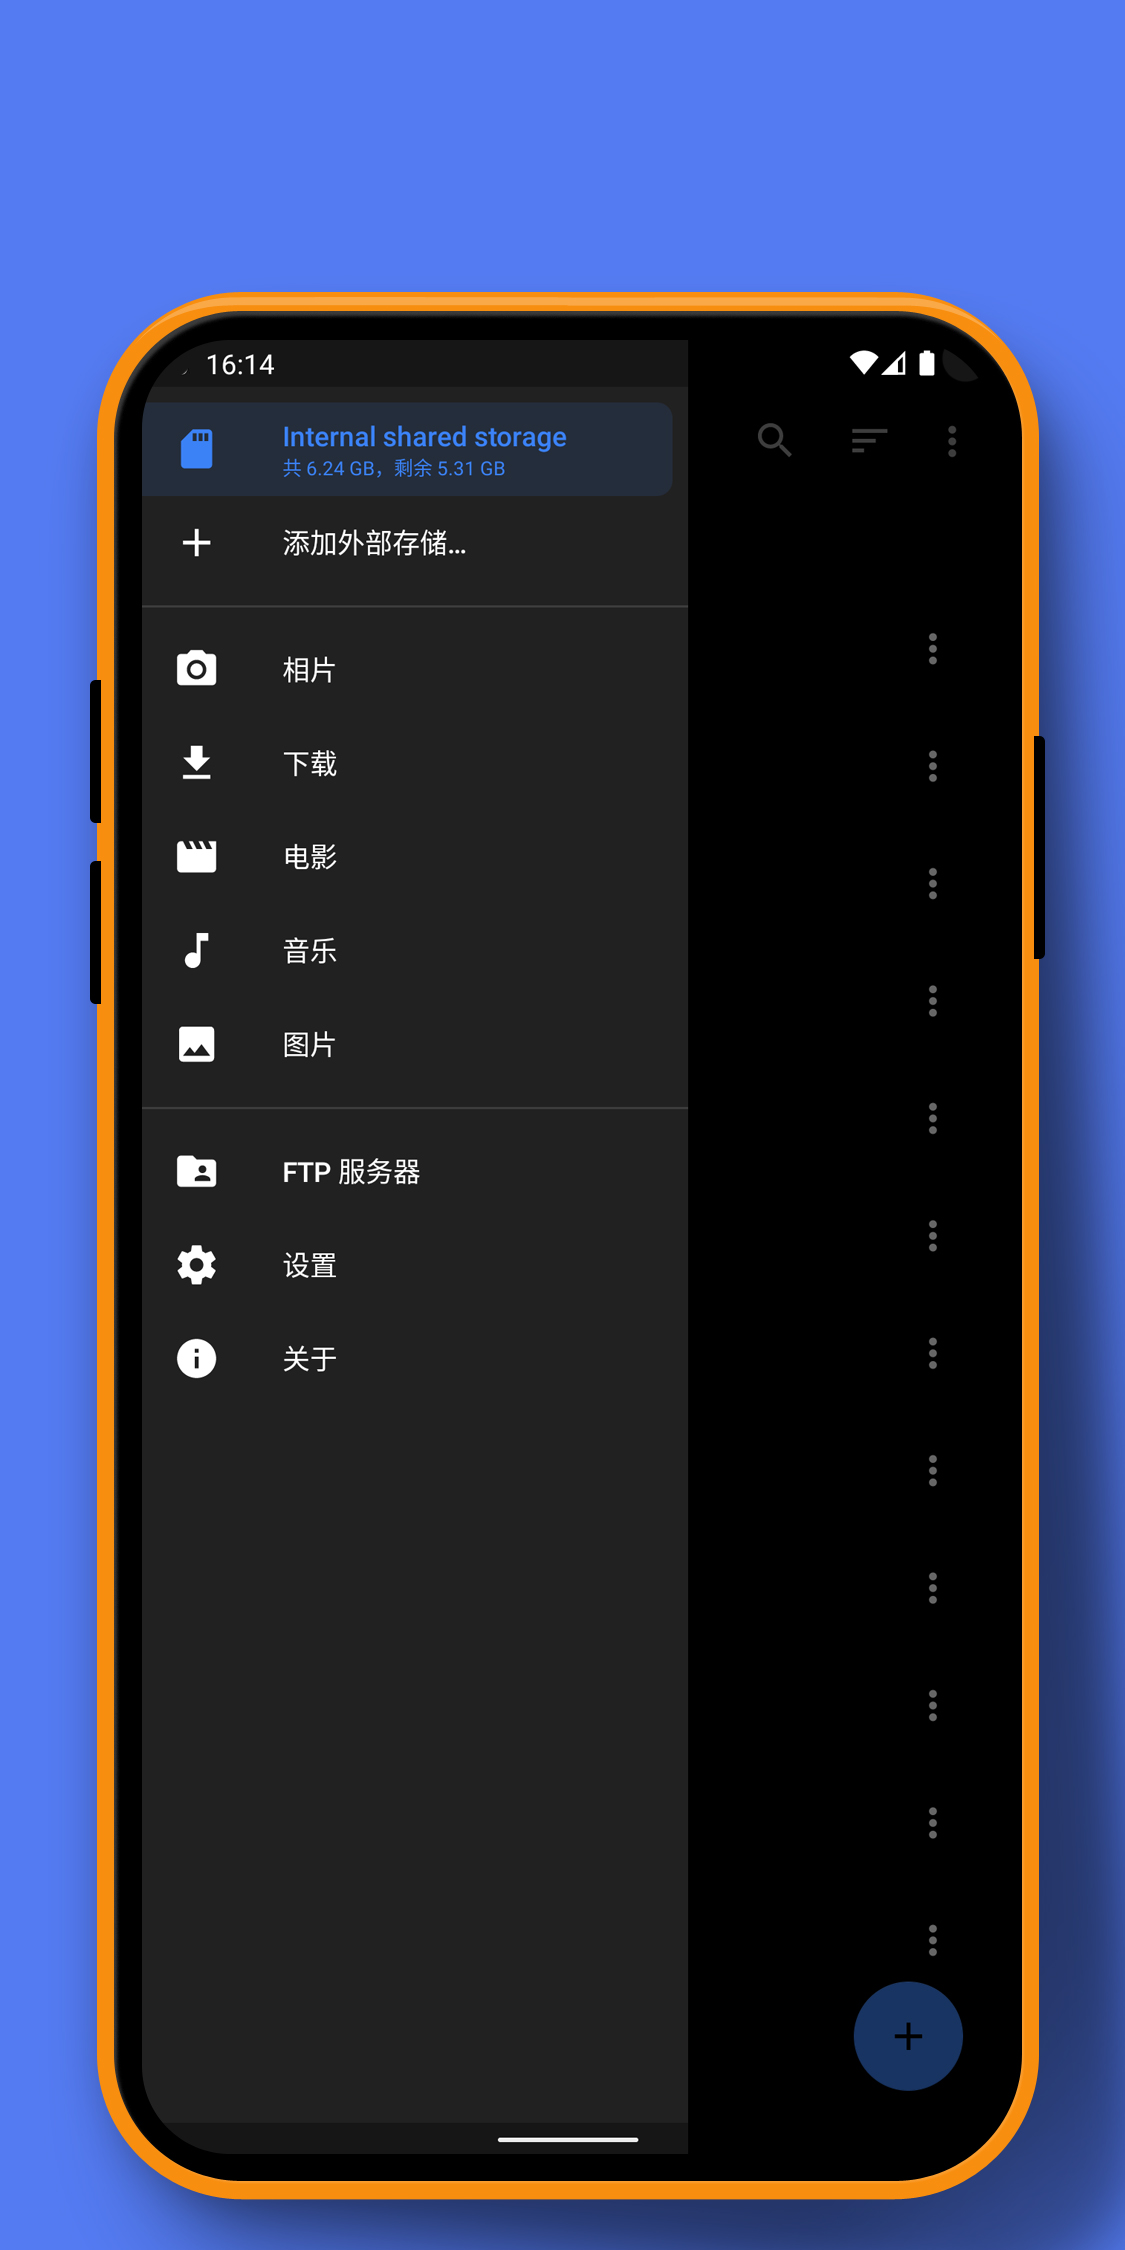 16:14
Internal shared storage
共 6.24 GB，剩余 5.31 GB
添加外部存储...
相片
下载
电影
音乐
图片
FTP 服务器
设置
关于